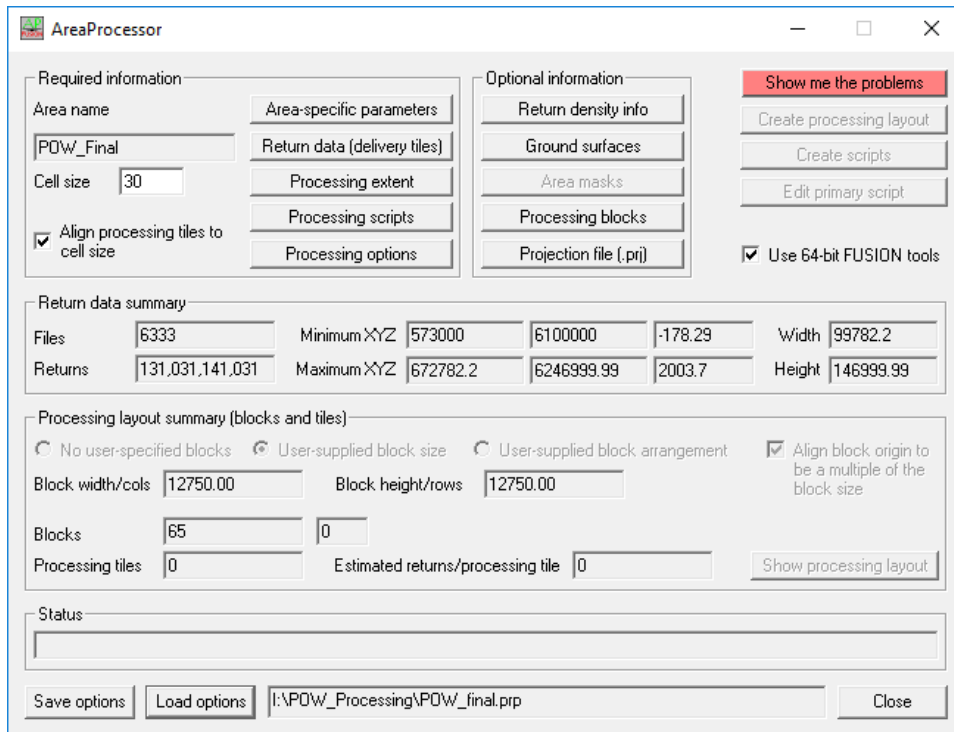 AreaProcessor
Required information
Area name
Area-specific parameters
POW_Final
Return data (delivery tiles)
Cell size 30
Processing extent
Align processing tiles to
cell size
Processing scripts
Processing options
Optional information
Return density info
Ground surfaces
Area masks
Processing blocks
Projection file (.prj)
Show me the problems
Create processing layout
Create scripts
Edit primary script
Use 64-bit FUSION tools
Return data summary
Files 6333 Minimum XYZ 573000 6100000 -178.29 Width 99782.2
Returns 131,031,141,031 Maximum XYZ 672782.2 6246999.99 2003.7 Height 146999.99
Processing layout summary (blocks and tiles)
No user-specified blocks User-supplied block size User-supplied block arrangement
Align block origin to
be a multiple of the
block size
Block width/cols 12750.00 Block height/rows 12750.00
Blocks 65 0
Processing tiles 0 Estimated returns/processing tile 0 Show processing layout
Status
Save options Load options I:\POW_Processing\POW_final.prp Close